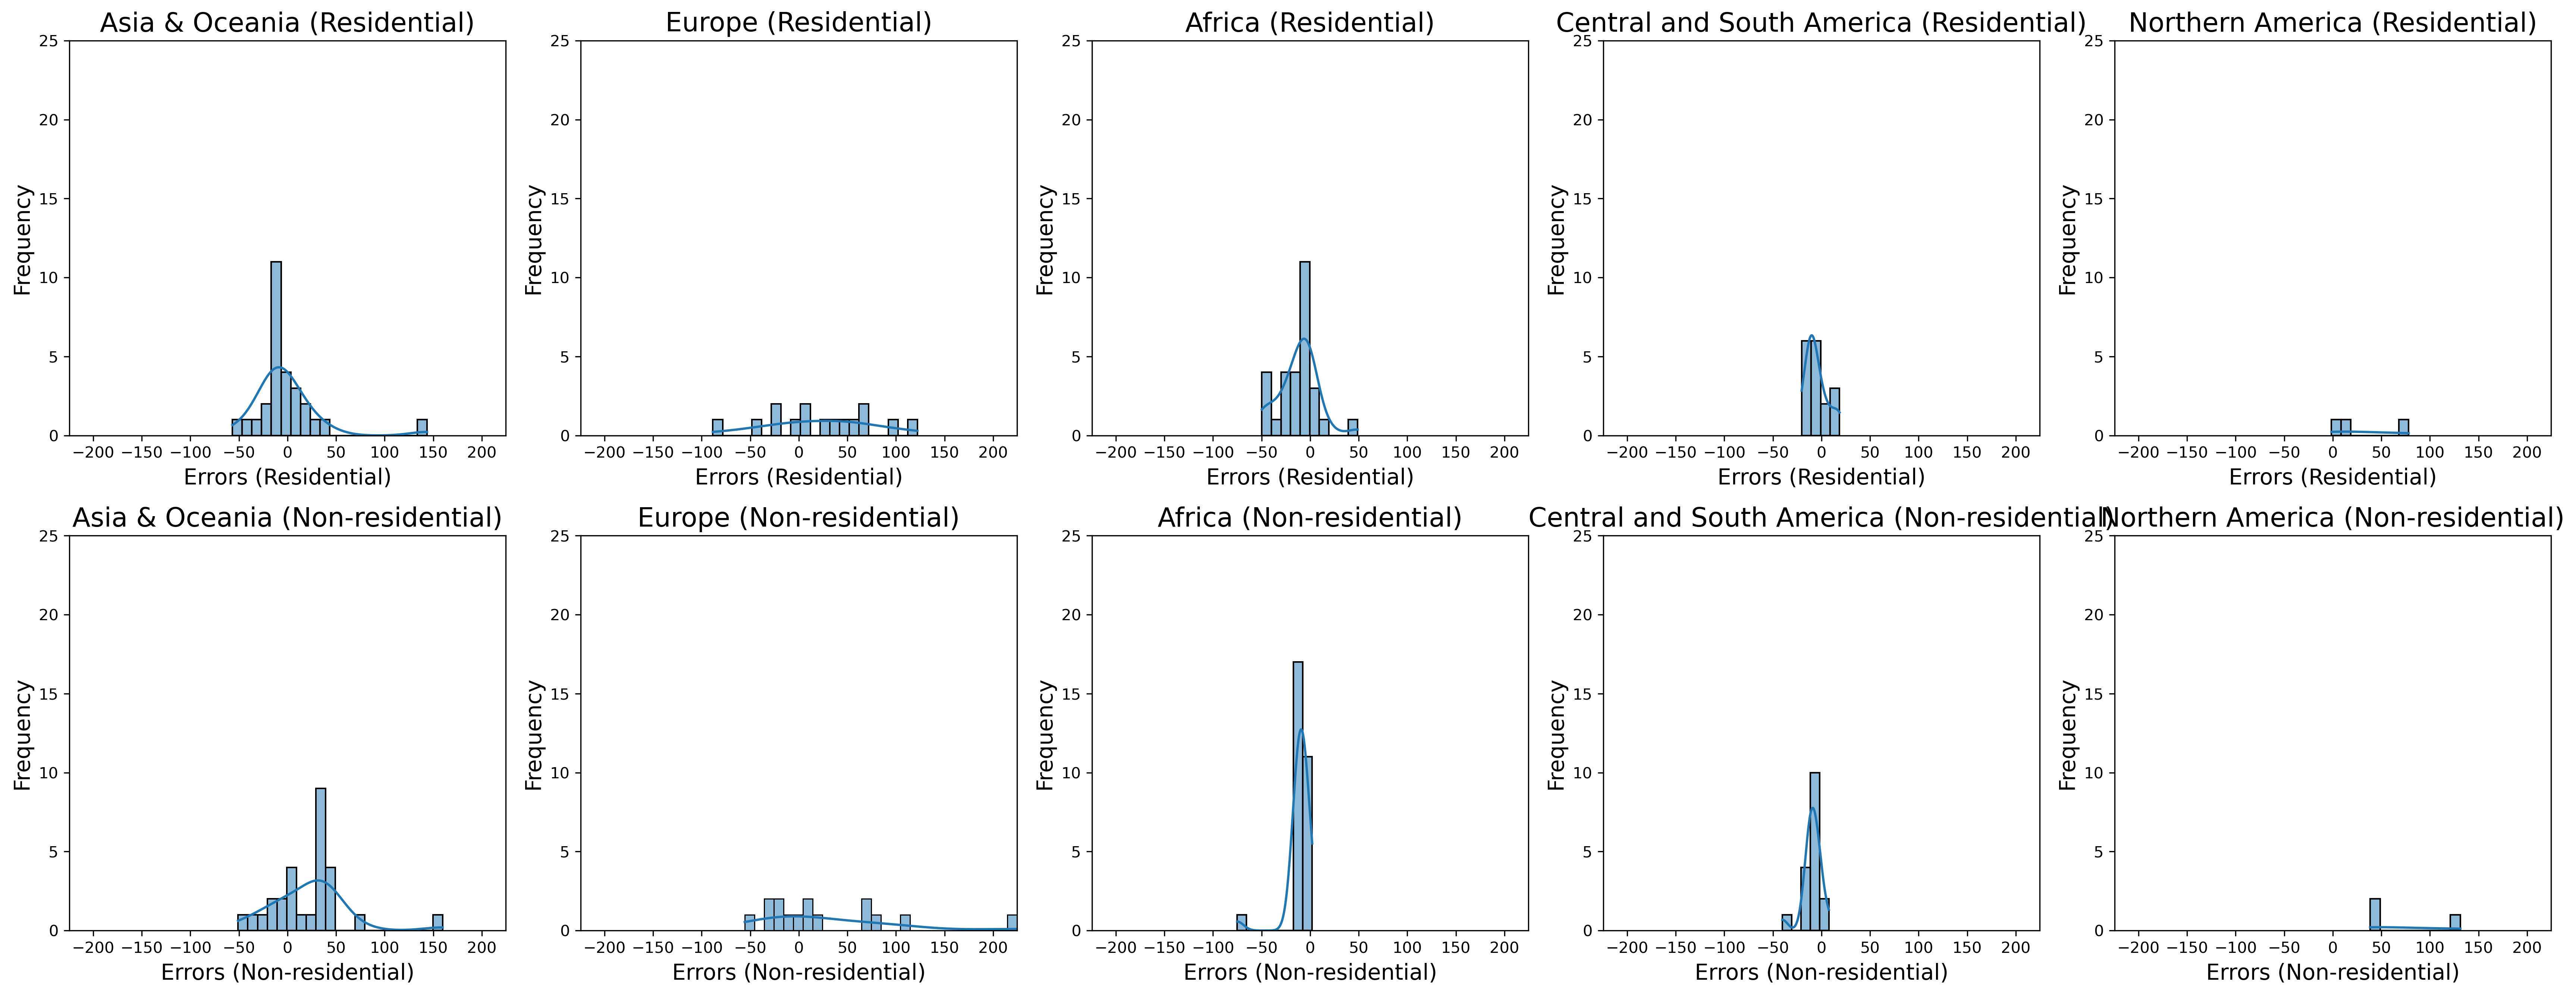 Asia & Oceania (Residential)
25
20
15
10
5
0
Frequency
−200 −150 −100 −50 0 50 100 150 200
Errors (Residential)
Europe (Residential)
25
20
15
10
5
0
Frequency
−200 −150 −100 −50 0 50 100 150 200
Errors (Residential)
Africa (Residential)
25
20
15
10
5
0
Frequency
−200 −150 −100 −50 0 50 100 150 200
Errors (Residential)
Central and South America (Residential)
25
20
15
10
5
0
Frequency
−200 −150 −100 −50 0 50 100 150 200
Errors (Residential)
Northern America (Residential)
25
20
15
10
5
0
Frequency
−200 −150 −100 −50 0 50 100 150 200
Errors (Residential)
Asia & Oceania (Non-residential)
25
20
15
10
5
0
Frequency
−200 −150 −100 −50 0 50 100 150 200
Errors (Non-residential)
Europe (Non-residential)
25
20
15
10
5
0
Frequency
−200 −150 −100 −50 0 50 100 150 200
Errors (Non-residential)
Africa (Non-residential)
25
20
15
10
5
0
Frequency
−200 −150 −100 −50 0 50 100 150 200
Errors (Non-residential)
Central and South America (Non-residential)
25
20
15
10
5
0
Frequency
−200 −150 −100 −50 0 50 100 150 200
Errors (Non-residential)
Northern America (Non-residential)
25
20
15
10
5
0
Frequency
−200 −150 −100 −50 0 50 100 150 200
Errors (Non-residential)